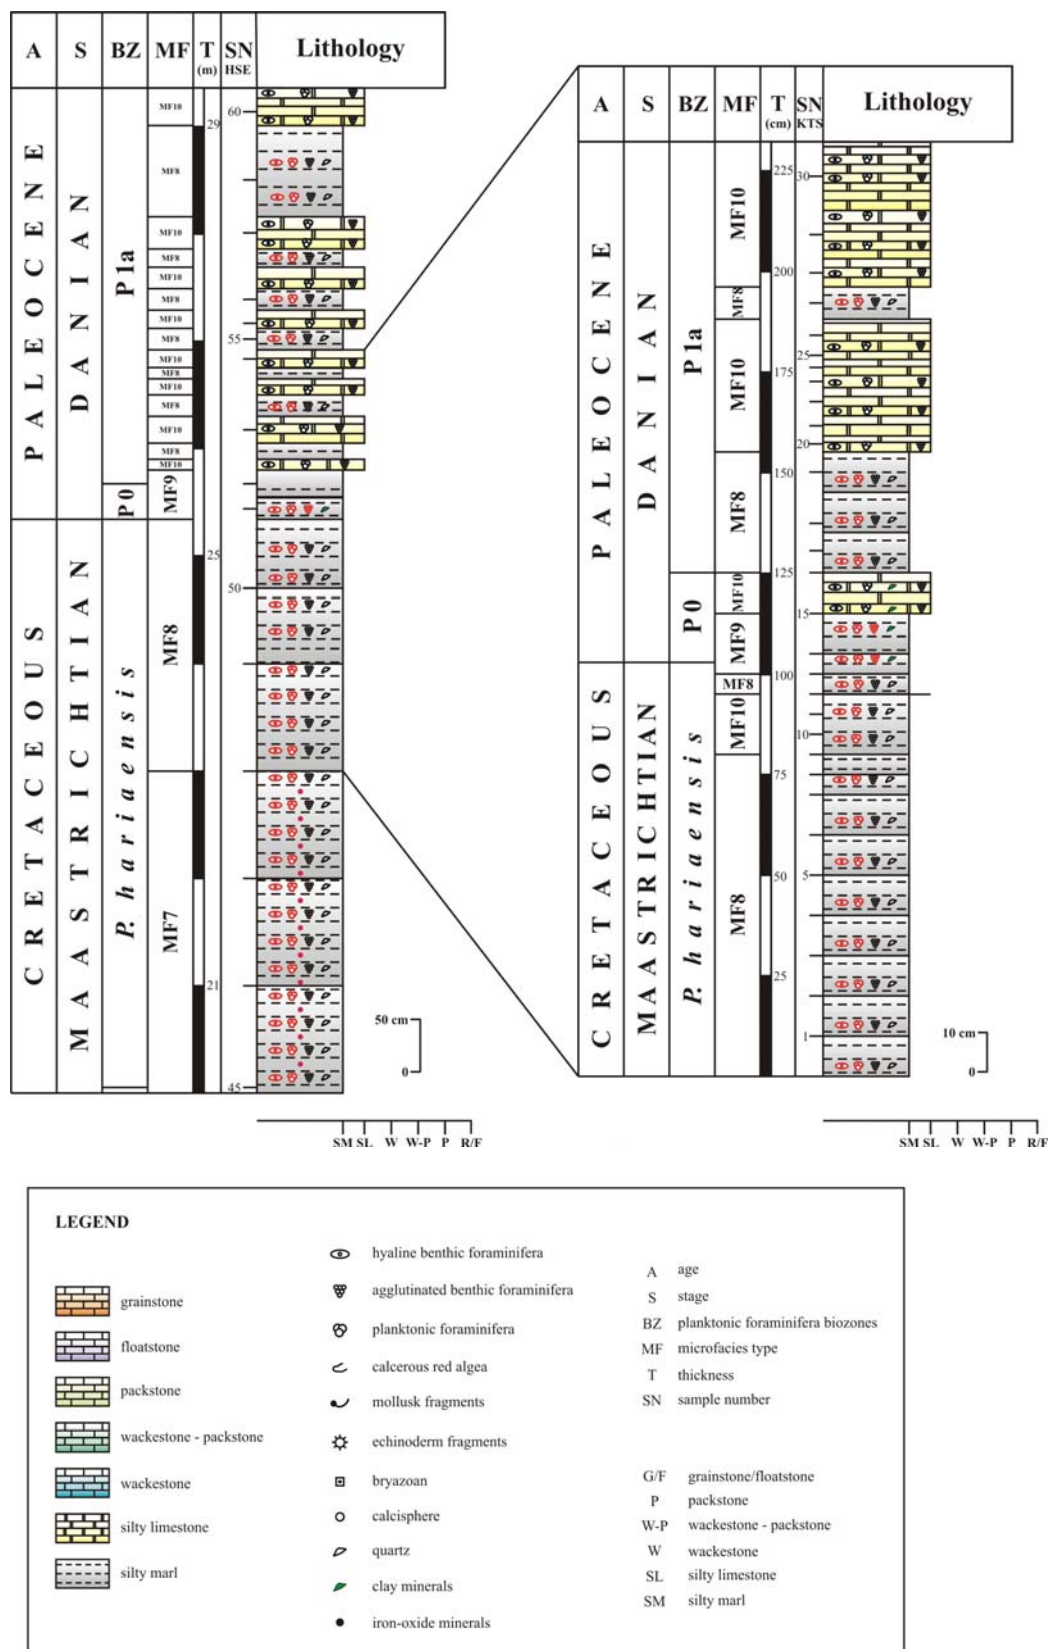 A S BZ MF T (m) SN HSE Lithology
PALEOCENE
CRETACEOUS
DANIAN
MAASTRICHTIAN
P1a
P0
P. hariaensis
MF10
MF8
MF10
MF8
MF10
MF8
MF10
MF8
MF10
MF8
MF10
MF8
MF10
MF8
MF10
MF9
MF8
MF7
29
25
21
60
55
50
45
50 cm
0
SM SL W W-P P R/F
A S BZ MF T (cm) SN KTS Lithology
PALEOCENE
CRETACEOUS
DANIAN
MAASTRICHTIAN
P1a
P0
P. hariaensis
MF10
MF8
MF10
MF8
MF10
MF9
MF8
MF10
MF8
225
200
175
150
125
100
75
50
25
30
25
20
15
10
5
1
10 cm
0
SM SL W W-P P R/F
LEGEND
grainstone
floatstone
packstone
wackestone - packstone
wackestone
silty limestone
silty marl
hyaline benthic foraminifera
agglutinated benthic foraminifera
planktonic foraminifera
calcerous red algea
mollusk fragments
echinoderm fragments
bryazoan
calcisphere
quartz
clay minerals
iron-oxide minerals
A age
S stage
BZ planktonic foraminifera biozones
MF microfacies type
T thickness
SN sample number
G/F grainstone/floatstone
P packstone
W-P wackestone - packstone
W wackestone
SL silty limestone
SM silty marl